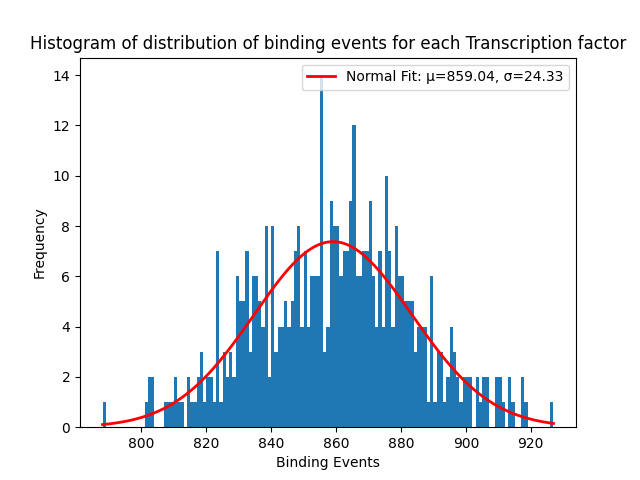 Histogram of distribution of binding events for each Transcription factor
Normal Fit: μ=859.04, σ=24.33
14
12
10
8
6
4
2
0
Frequency
800 820 840 860 880 900 920
Binding Events